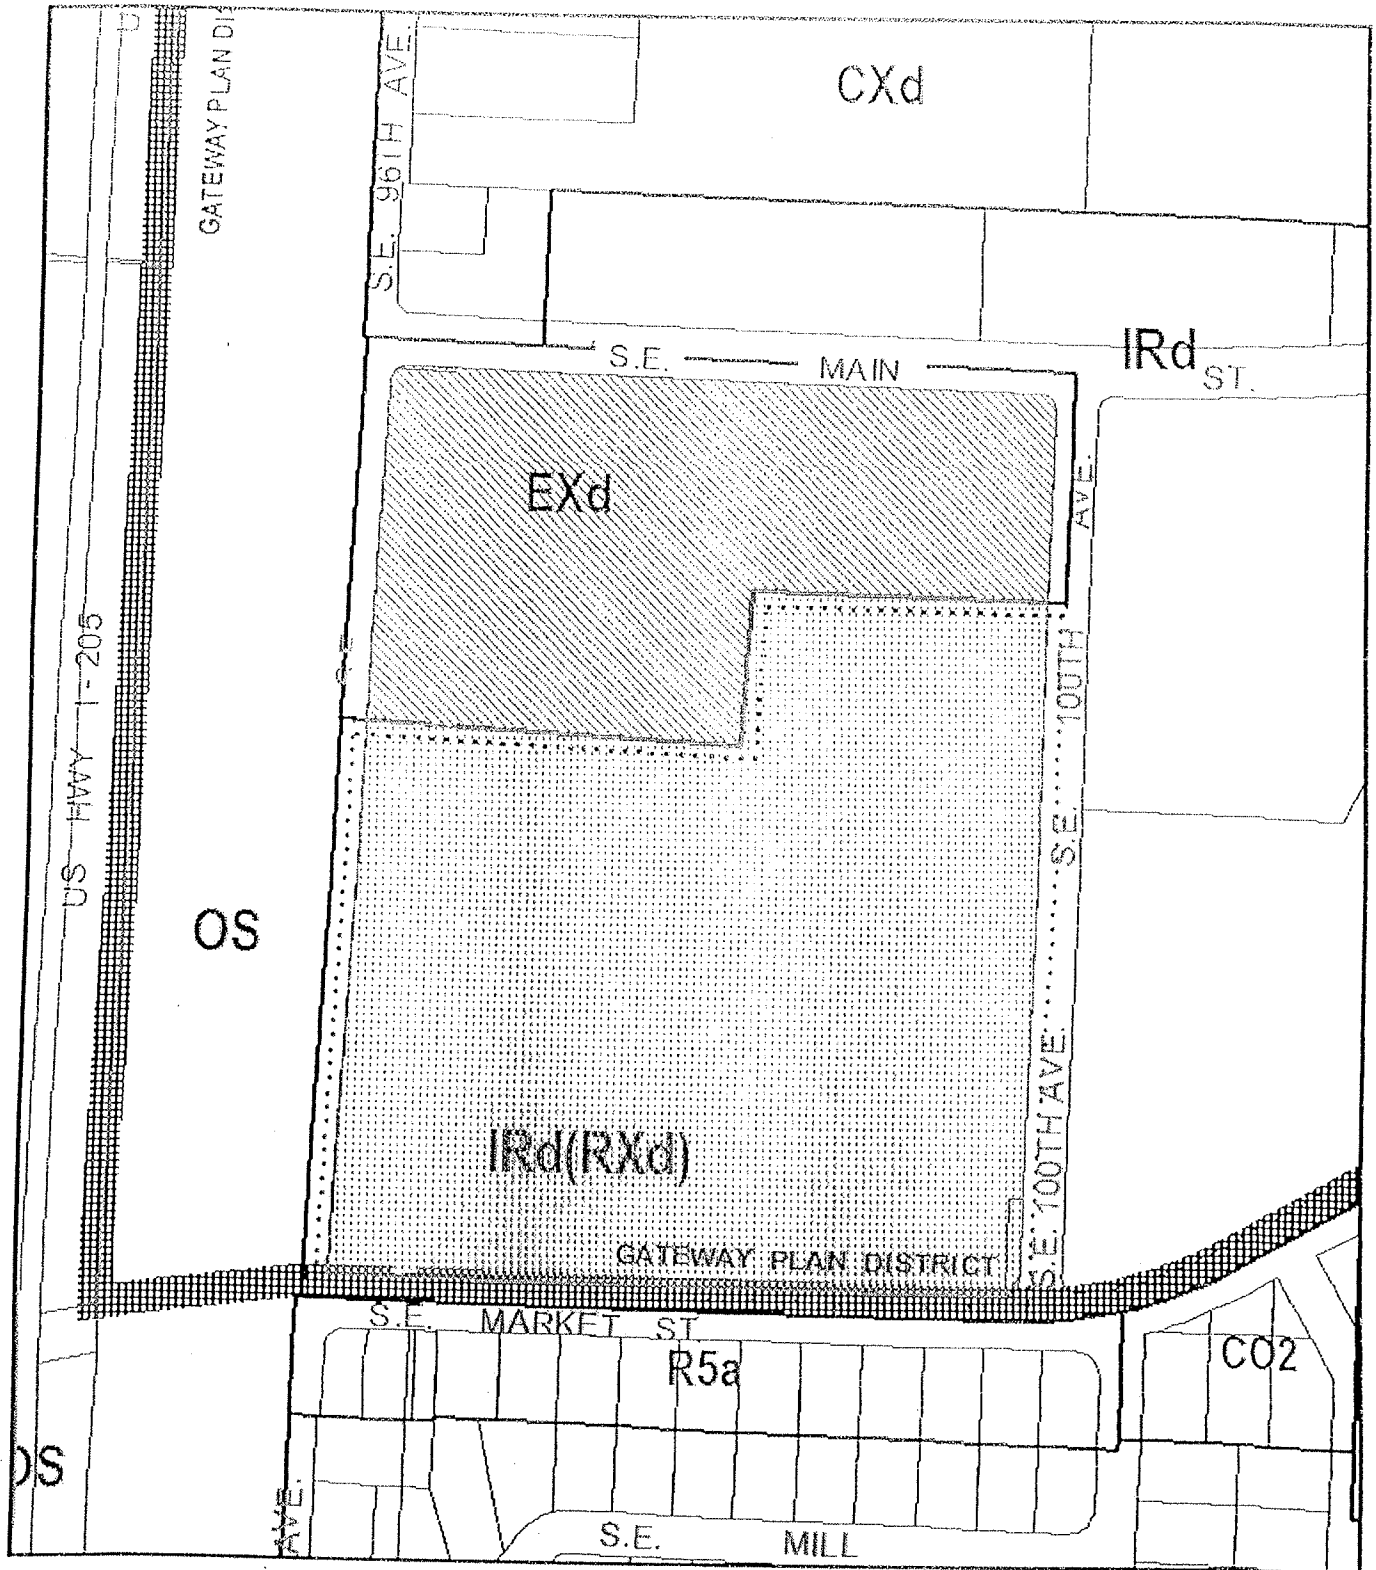 GATEWAY PLAN DI
S.E. 96TH AVE.
CXd
IRd
S.E. MAIN ST.
EXd
AVE.
S.E. 100TH
US HWY I-205
OS
IRd(RXd)
S.E. 100TH AVE.
GATEWAY PLAN DISTRICT
S.E. MARKET ST
R5a
CO2
OS
AVE.
S.E. MILL